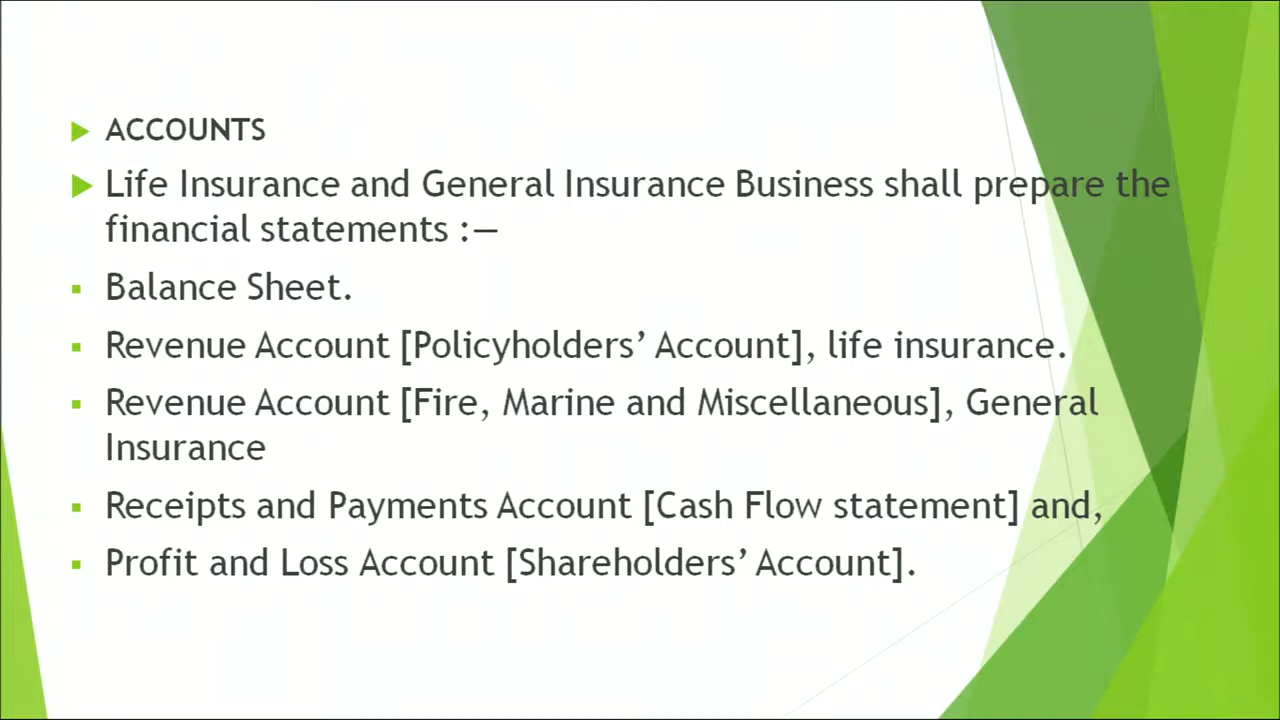 ACCOUNTS
Life Insurance and General Insurance Business shall prepare the
financial statements :—
Balance Sheet.
Revenue Account [Policyholders’ Account], life insurance.
Revenue Account [Fire, Marine and Miscellaneous], General
Insurance
Receipts and Payments Account [Cash Flow statement] and,
Profit and Loss Account [Shareholders’ Account].